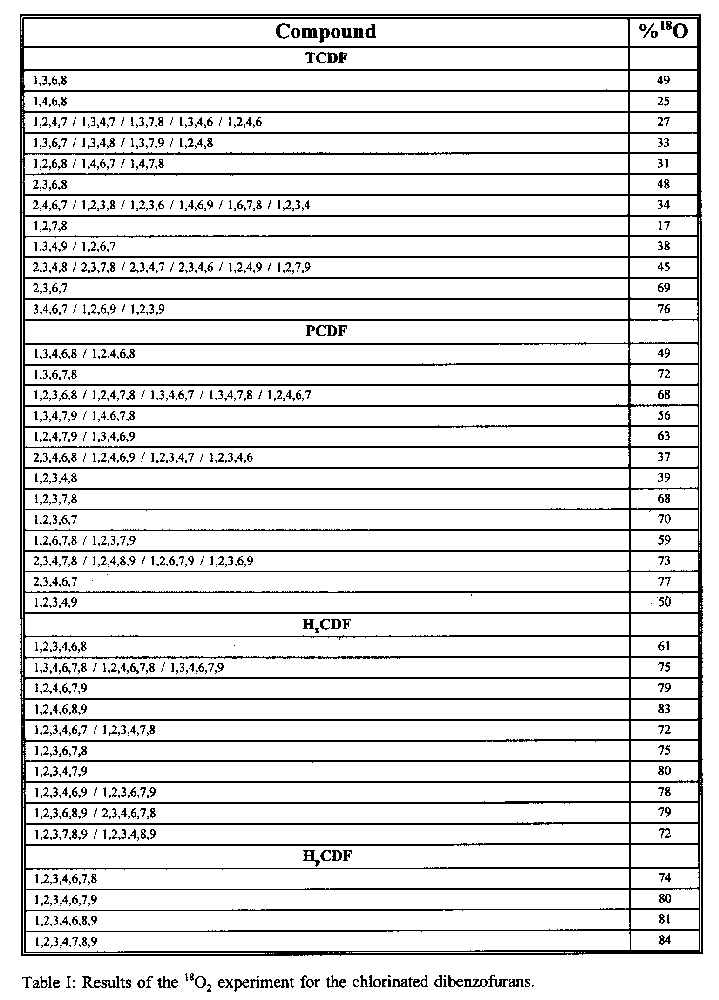 Compound %¹⁸O
TCDF
1,3,6,8 49
1,4,6,8 25
1,2,4,7 / 1,3,4,7 / 1,3,7,8 / 1,3,4,6 / 1,2,4,6 27
1,3,6,7 / 1,3,4,8 / 1,3,7,9 / 1,2,4,8 33
1,2,6,8 / 1,4,6,7 / 1,4,7,8 31
2,3,6,8 48
2,4,6,7 / 1,2,3,8 / 1,2,3,6 / 1,4,6,9 / 1,6,7,8 / 1,2,3,4 34
1,2,7,8 17
1,3,4,9 / 1,2,6,7 38
2,3,4,8 / 2,3,7,8 / 2,3,4,7 / 2,3,4,6 / 1,2,4,9 / 1,2,7,9 45
2,3,6,7 69
3,4,6,7 / 1,2,6,9 / 1,2,3,9 76
PCDF
1,3,4,6,8 / 1,2,4,6,8 49
1,3,6,7,8 72
1,2,3,6,8 / 1,2,4,7,8 / 1,3,4,6,7 / 1,3,4,7,8 / 1,2,4,6,7 68
1,3,4,7,9 / 1,4,6,7,8 56
1,2,4,7,9 / 1,3,4,6,9 63
2,3,4,6,8 / 1,2,4,6,9 / 1,2,3,4,7 / 1,2,3,4,6 37
1,2,3,4,8 39
1,2,3,7,8 68
1,2,3,6,7 70
1,2,6,7,8 / 1,2,3,7,9 59
2,3,4,7,8 / 1,2,4,8,9 / 1,2,6,7,9 / 1,2,3,6,9 73
2,3,4,6,7 77
1,2,3,4,9 50
HₓCDF
1,2,3,4,6,8 61
1,3,4,6,7,8 / 1,2,4,6,7,8 / 1,3,4,6,7,9 75
1,2,4,6,7,9 79
1,2,4,6,8,9 83
1,2,3,4,6,7 / 1,2,3,4,7,8 72
1,2,3,6,7,8 75
1,2,3,4,7,9 80
1,2,3,4,6,9 / 1,2,3,6,7,9 78
1,2,3,6,8,9 / 2,3,4,6,7,8 79
1,2,3,7,8,9 / 1,2,3,4,8,9 72
HₚCDF
1,2,3,4,6,7,8 74
1,2,3,4,6,7,9 80
1,2,3,4,6,8,9 81
1,2,3,4,7,8,9 84
Table I: Results of the ¹⁸O₂ experiment for the chlorinated dibenzofurans.